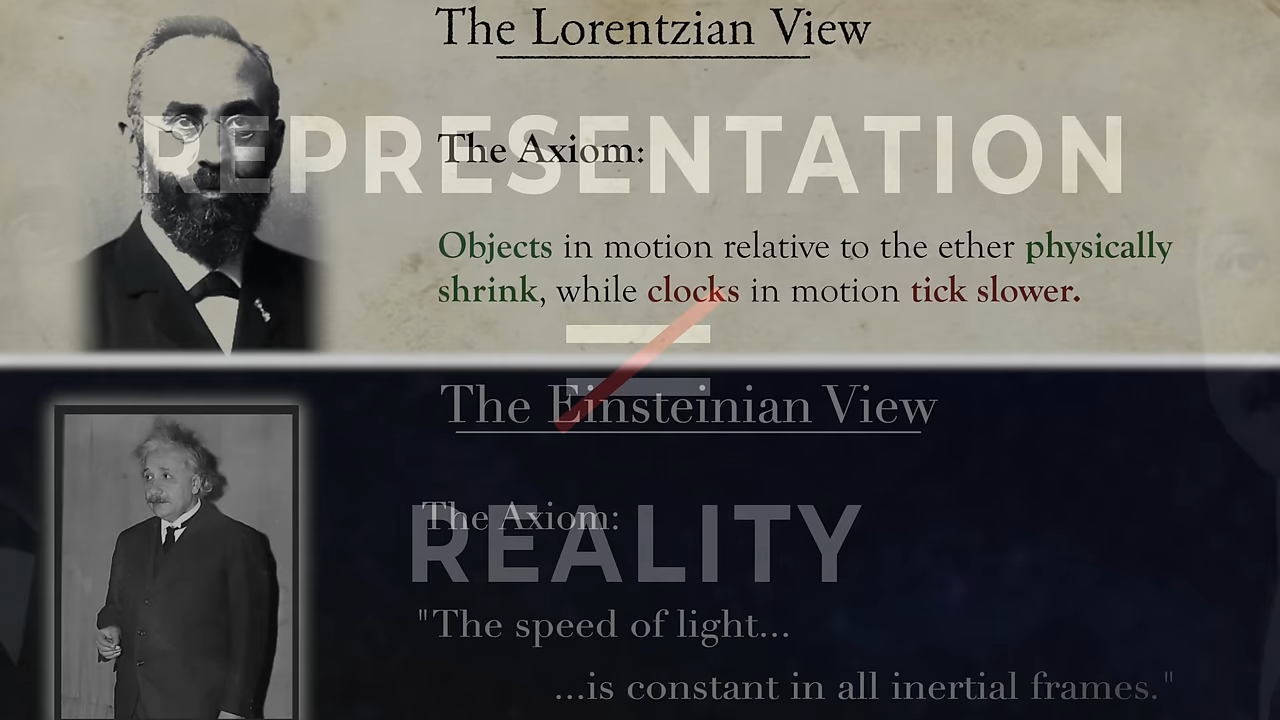 The Lorentzian View
REPRESENTATION
The Axiom:
Objects in motion relative to the ether physically
shrink, while clocks in motion tick slower.
The Einsteinian View
The Axiom:
REALITY
"The speed of light...
...is constant in all inertial frames."